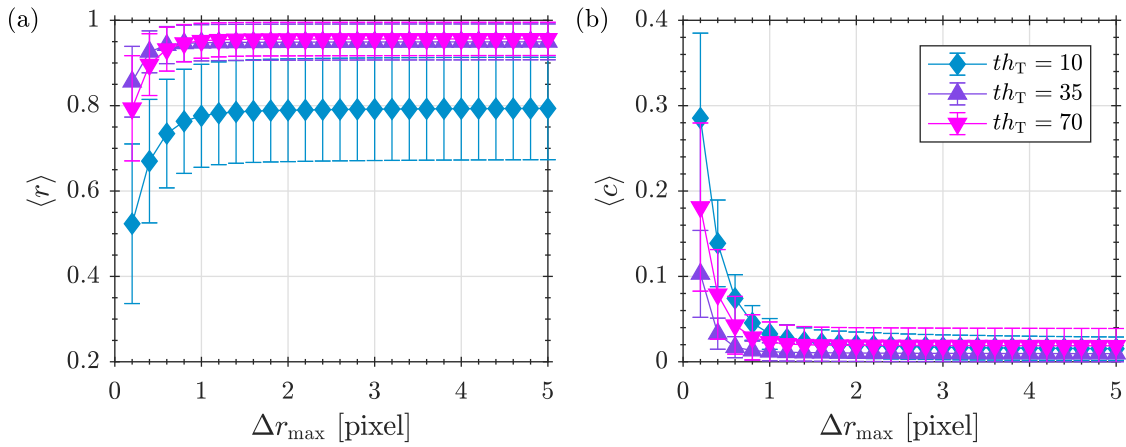 (a)
1
0.8
0.6
0.4
0.2
⟨r⟩
0 1 2 3 4 5
Δr_max [pixel]
(b)
0.4
0.3
0.2
0.1
0
⟨c⟩
0 1 2 3 4 5
Δr_max [pixel]
th_T = 10
th_T = 35
th_T = 70